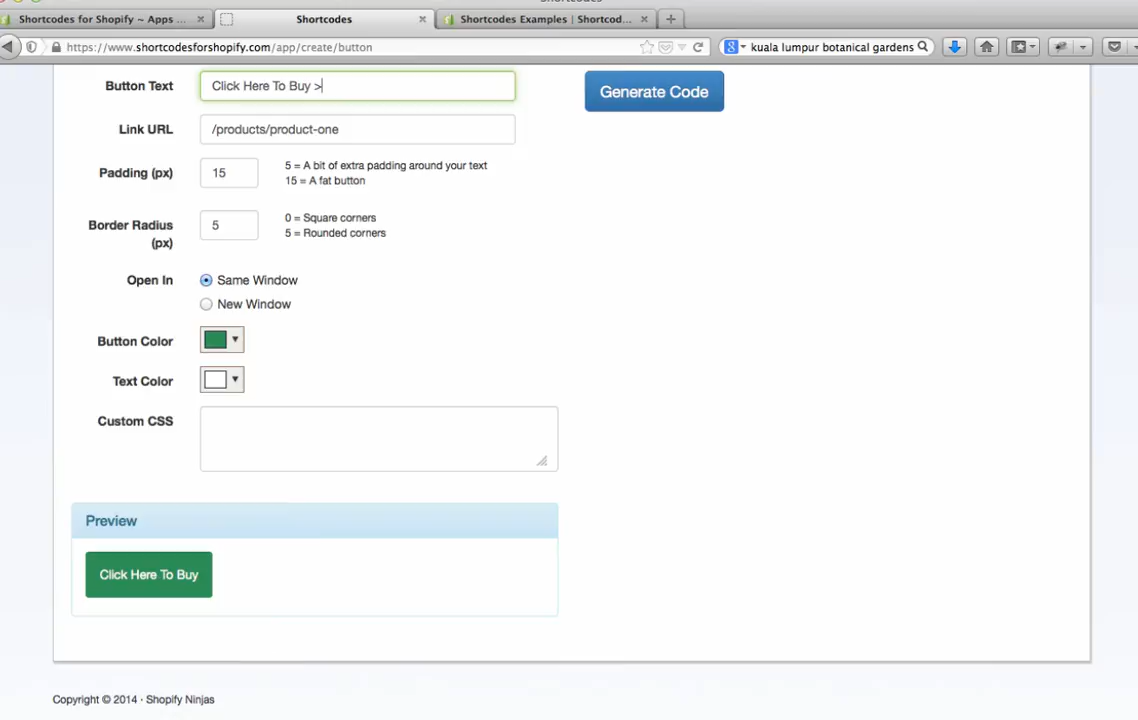 Shortcodes
Shortcodes for Shopify ~ Apps ...
Shortcodes
Shortcodes Examples | Shortcod...
https://www.shortcodesforshopify.com/app/create/button
kuala lumpur botanical gardens
Button Text
Click Here To Buy >
Generate Code
Link URL
/products/product-one
Padding (px)
15
5 = A bit of extra padding around your text
15 = A fat button
Border Radius
(px)
5
0 = Square corners
5 = Rounded corners
Open In
Same Window
New Window
Button Color
Text Color
Custom CSS
Preview
Click Here To Buy
Copyright © 2014 · Shopify Ninjas